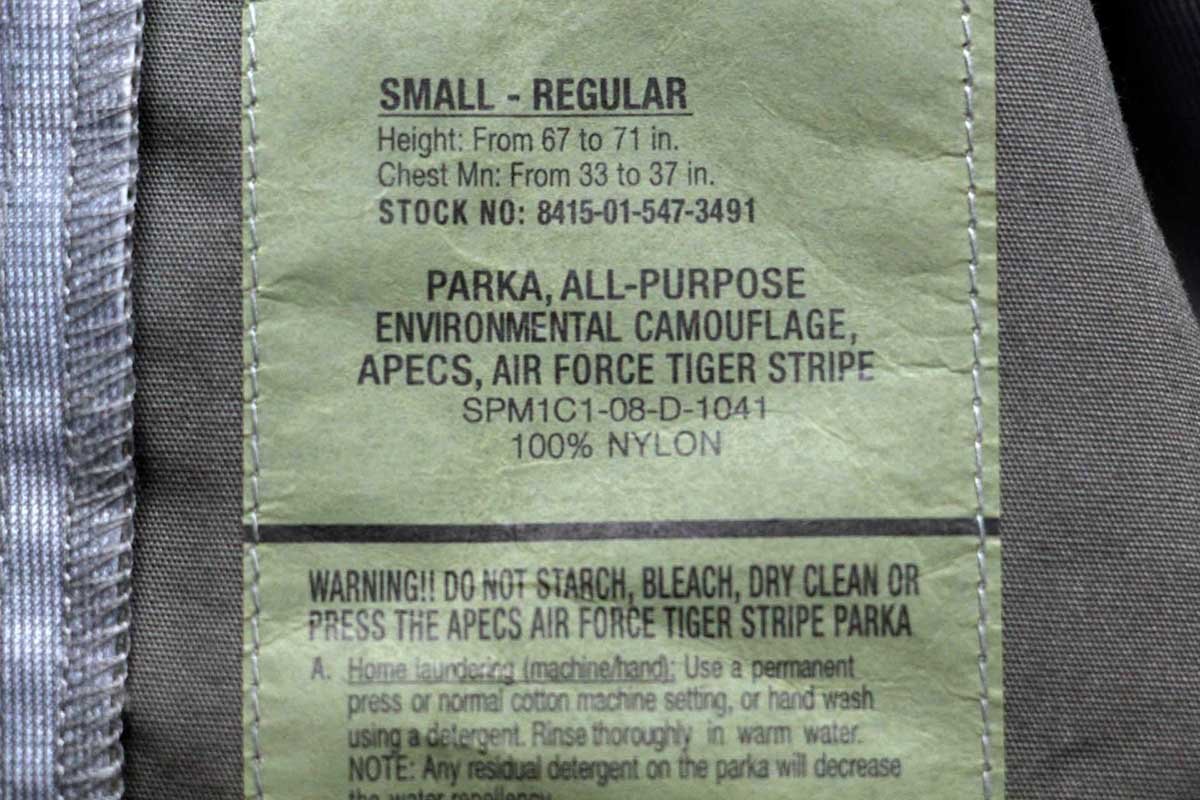 SMALL - REGULAR
Height: From 67 to 71 in.
Chest Mn: From 33 to 37 in.
STOCK NO: 8415-01-547-3491
PARKA, ALL-PURPOSE
ENVIRONMENTAL CAMOUFLAGE,
APECS, AIR FORCE TIGER STRIPE
SPM1C1-08-D-1041
100% NYLON
WARNING!! DO NOT STARCH, BLEACH, DRY CLEAN OR
PRESS THE APECS AIR FORCE TIGER STRIPE PARKA
A. Home laundering (machine/hand): Use a permanent
press or normal cotton machine setting, or hand wash
using a detergent. Rinse thoroughly in warm water.
NOTE: Any residual detergent on the parka will decrease
the water repellency